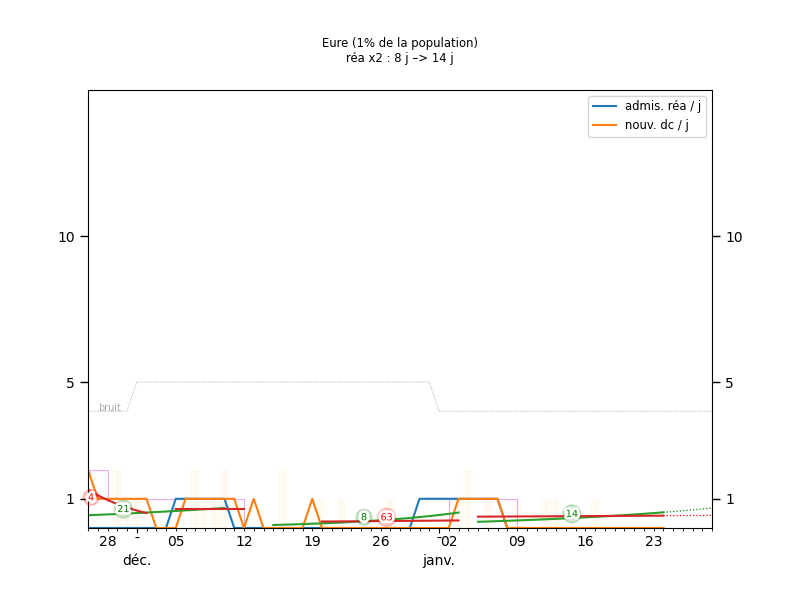 Eure (1% de la population)
réa x2 : 8 j –> 14 j
admis. réa / j
nouv. dc / j
10 10
5 5
bruit
1 1
4 21 8 63 14
28 - 05 12 19 26 -02 09 16 23
déc. janv.